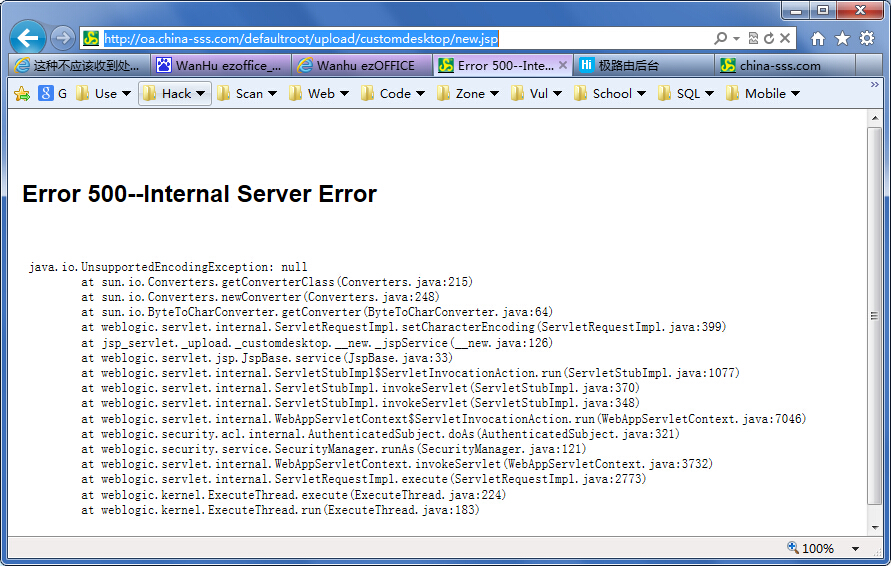 http://oa.china-sss.com/defaultroot/upload/customdesktop/new.jsp
这种不应该收到处... WanHu ezoffice_... Wanhu ezOFFICE Error 500--Inte... Hi 极路由后台 china-sss.com
G Use Hack Scan Web Code Zone Vul School SQL Mobile
Error 500--Internal Server Error
java.io.UnsupportedEncodingException: null
at sun.io.Converters.getConverterClass(Converters.java:215)
at sun.io.Converters.newConverter(Converters.java:248)
at sun.io.ByteToCharConverter.getConverter(ByteToCharConverter.java:64)
at weblogic.servlet.internal.ServletRequestImpl.setCharacterEncoding(ServletRequestImpl.java:399)
at jsp_servlet._upload._customdesktop.__new._jspService(__new.java:126)
at weblogic.servlet.jsp.JspBase.service(JspBase.java:33)
at weblogic.servlet.internal.ServletStubImpl$ServletInvocationAction.run(ServletStubImpl.java:1077)
at weblogic.servlet.internal.ServletStubImpl.invokeServlet(ServletStubImpl.java:370)
at weblogic.servlet.internal.ServletStubImpl.invokeServlet(ServletStubImpl.java:348)
at weblogic.servlet.internal.WebAppServletContext$ServletInvocationAction.run(WebAppServletContext.java:7046)
at weblogic.security.acl.internal.AuthenticatedSubject.doAs(AuthenticatedSubject.java:321)
at weblogic.security.service.SecurityManager.runAs(SecurityManager.java:121)
at weblogic.servlet.internal.WebAppServletContext.invokeServlet(WebAppServletContext.java:3732)
at weblogic.servlet.internal.ServletRequestImpl.execute(ServletRequestImpl.java:2773)
at weblogic.kernel.ExecuteThread.execute(ExecuteThread.java:224)
at weblogic.kernel.ExecuteThread.run(ExecuteThread.java:183)
100%